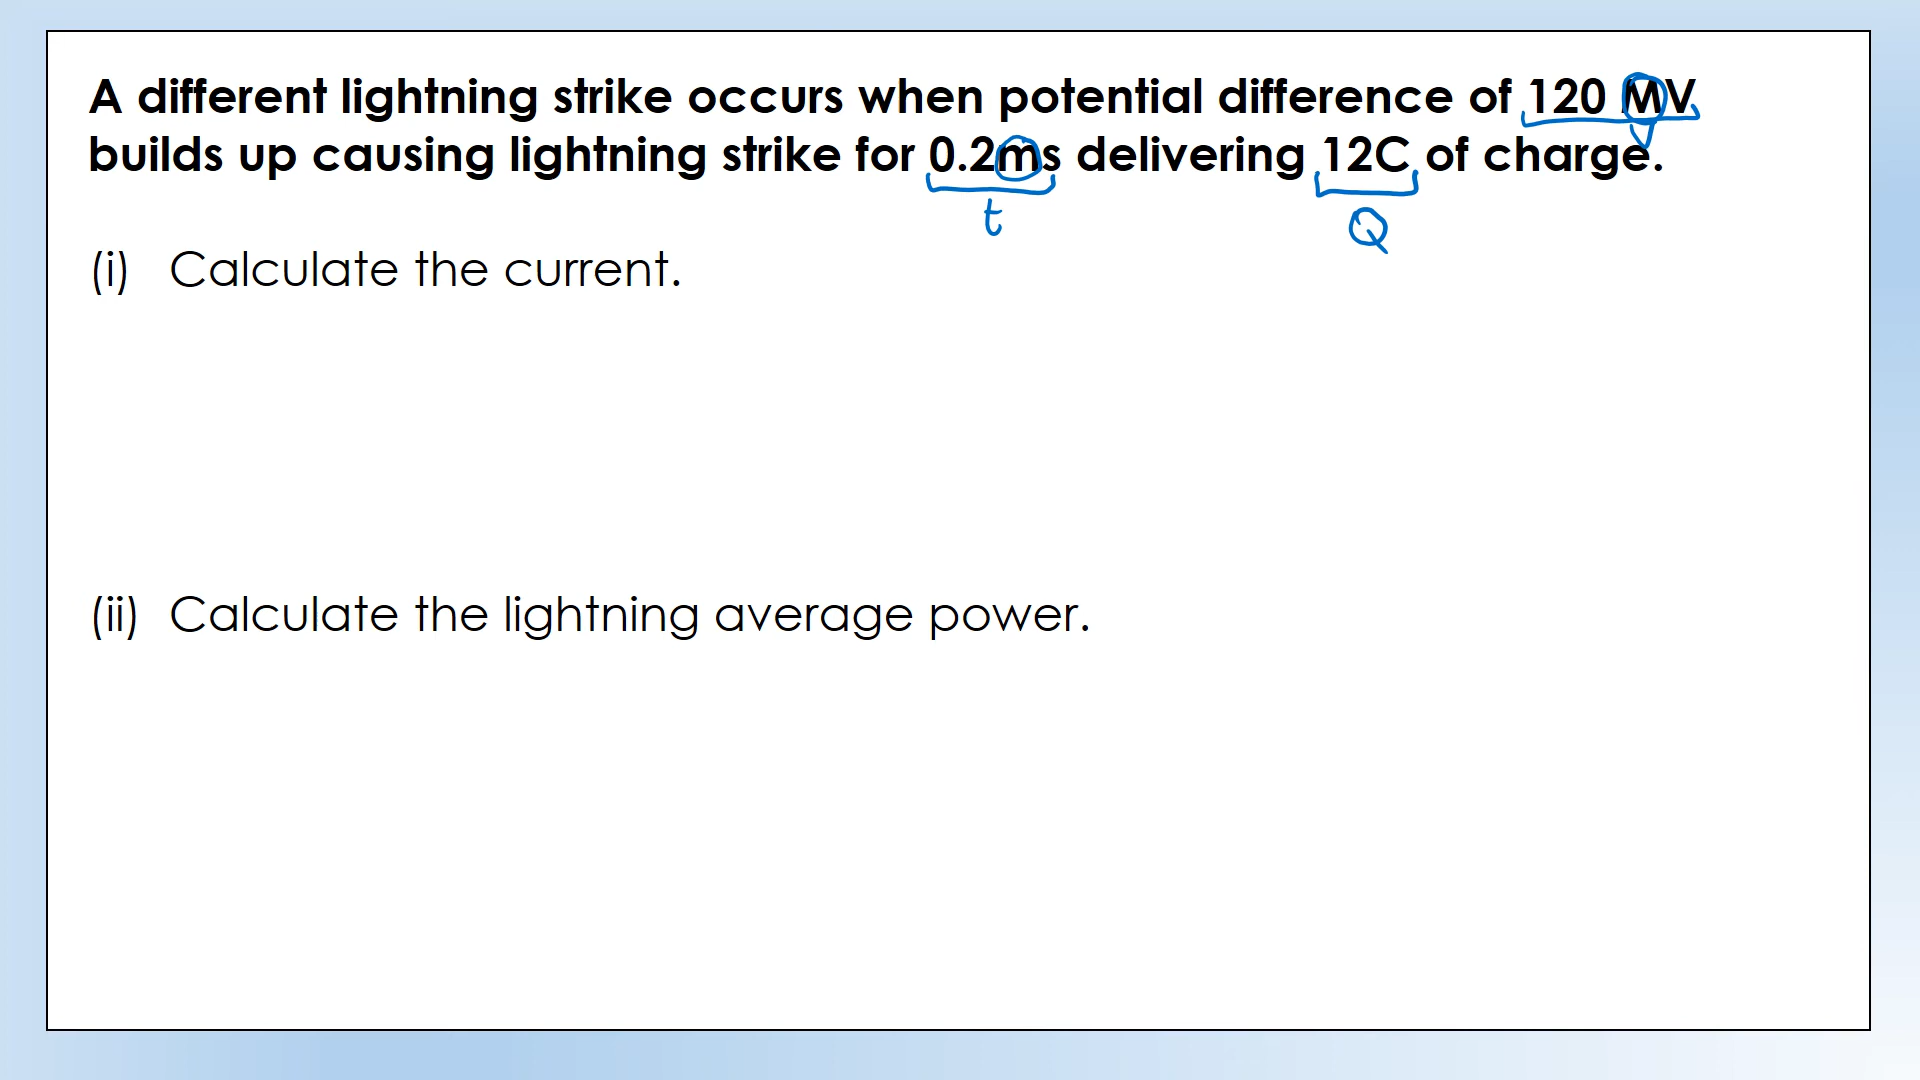 A different lightning strike occurs when potential difference of 120 MV
builds up causing lightning strike for 0.2ms delivering 12C of charge.
V
t
Q
(i) Calculate the current.
(ii) Calculate the lightning average power.